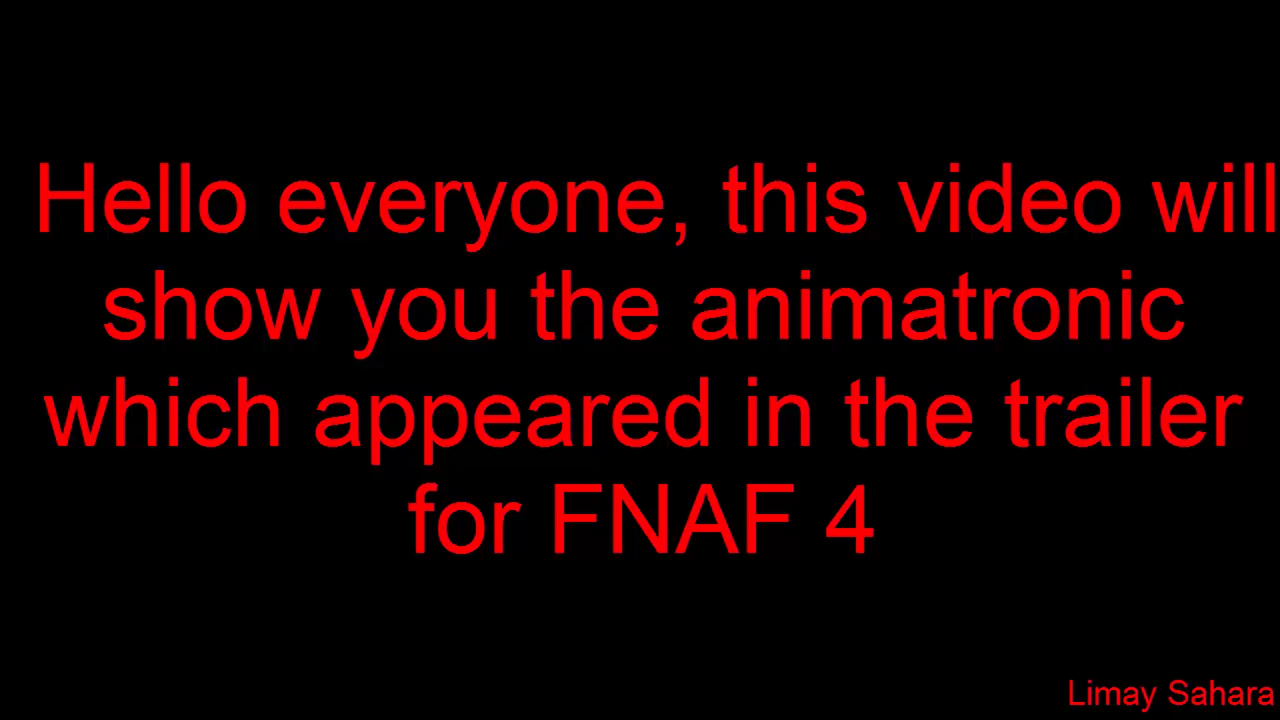 Hello everyone, this video will
show you the animatronic
which appeared in the trailer
for FNAF 4
Limay Sahara